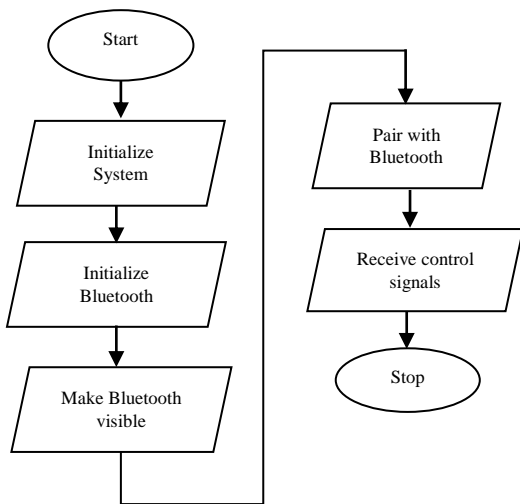 Start
Initialize
System
Initialize
Bluetooth
Make Bluetooth
visible
Pair with
Bluetooth
Receive control
signals
Stop